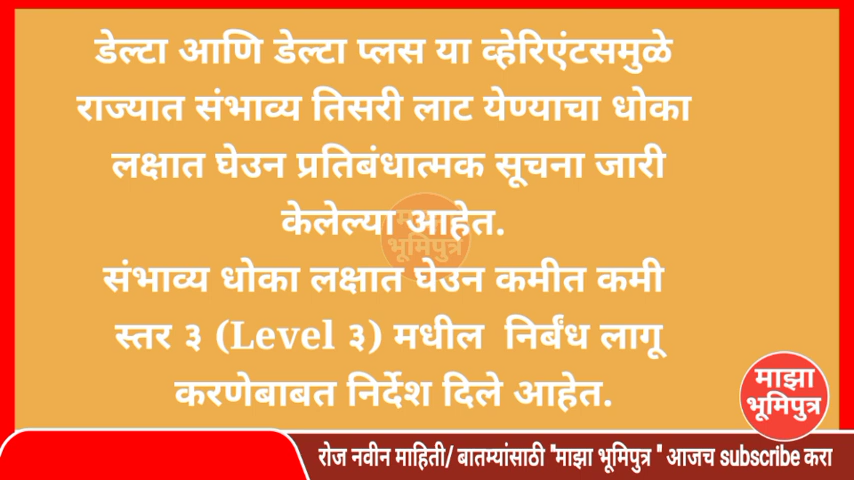 डेल्टा आणि डेल्टा प्लस या व्हेरिएंटसमुळे
राज्यात संभाव्य तिसरी लाट येण्याचा धोका
लक्षात घेउन प्रतिबंधात्मक सूचना जारी
केलेल्या आहेत.
संभाव्य धोका लक्षात घेउन कमीत कमी
स्तर ३ (Level ३) मधील निर्बंध लागू
करणेबाबत निर्देश दिले आहेत.
माझा
भूमिपुत्र
माझा
भूमिपुत्र
रोज नवीन माहिती/ बातम्यांसाठी "माझा भूमिपुत्र " आजच subscribe करा